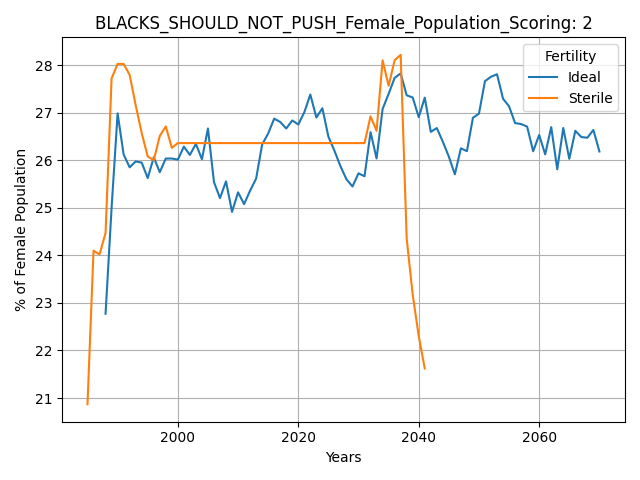 BLACKS_SHOULD_NOT_PUSH_Female_Population_Scoring: 2
% of Female Population
28
27
26
25
24
23
22
21
Fertility
Ideal
Sterile
2000 2020 2040 2060
Years